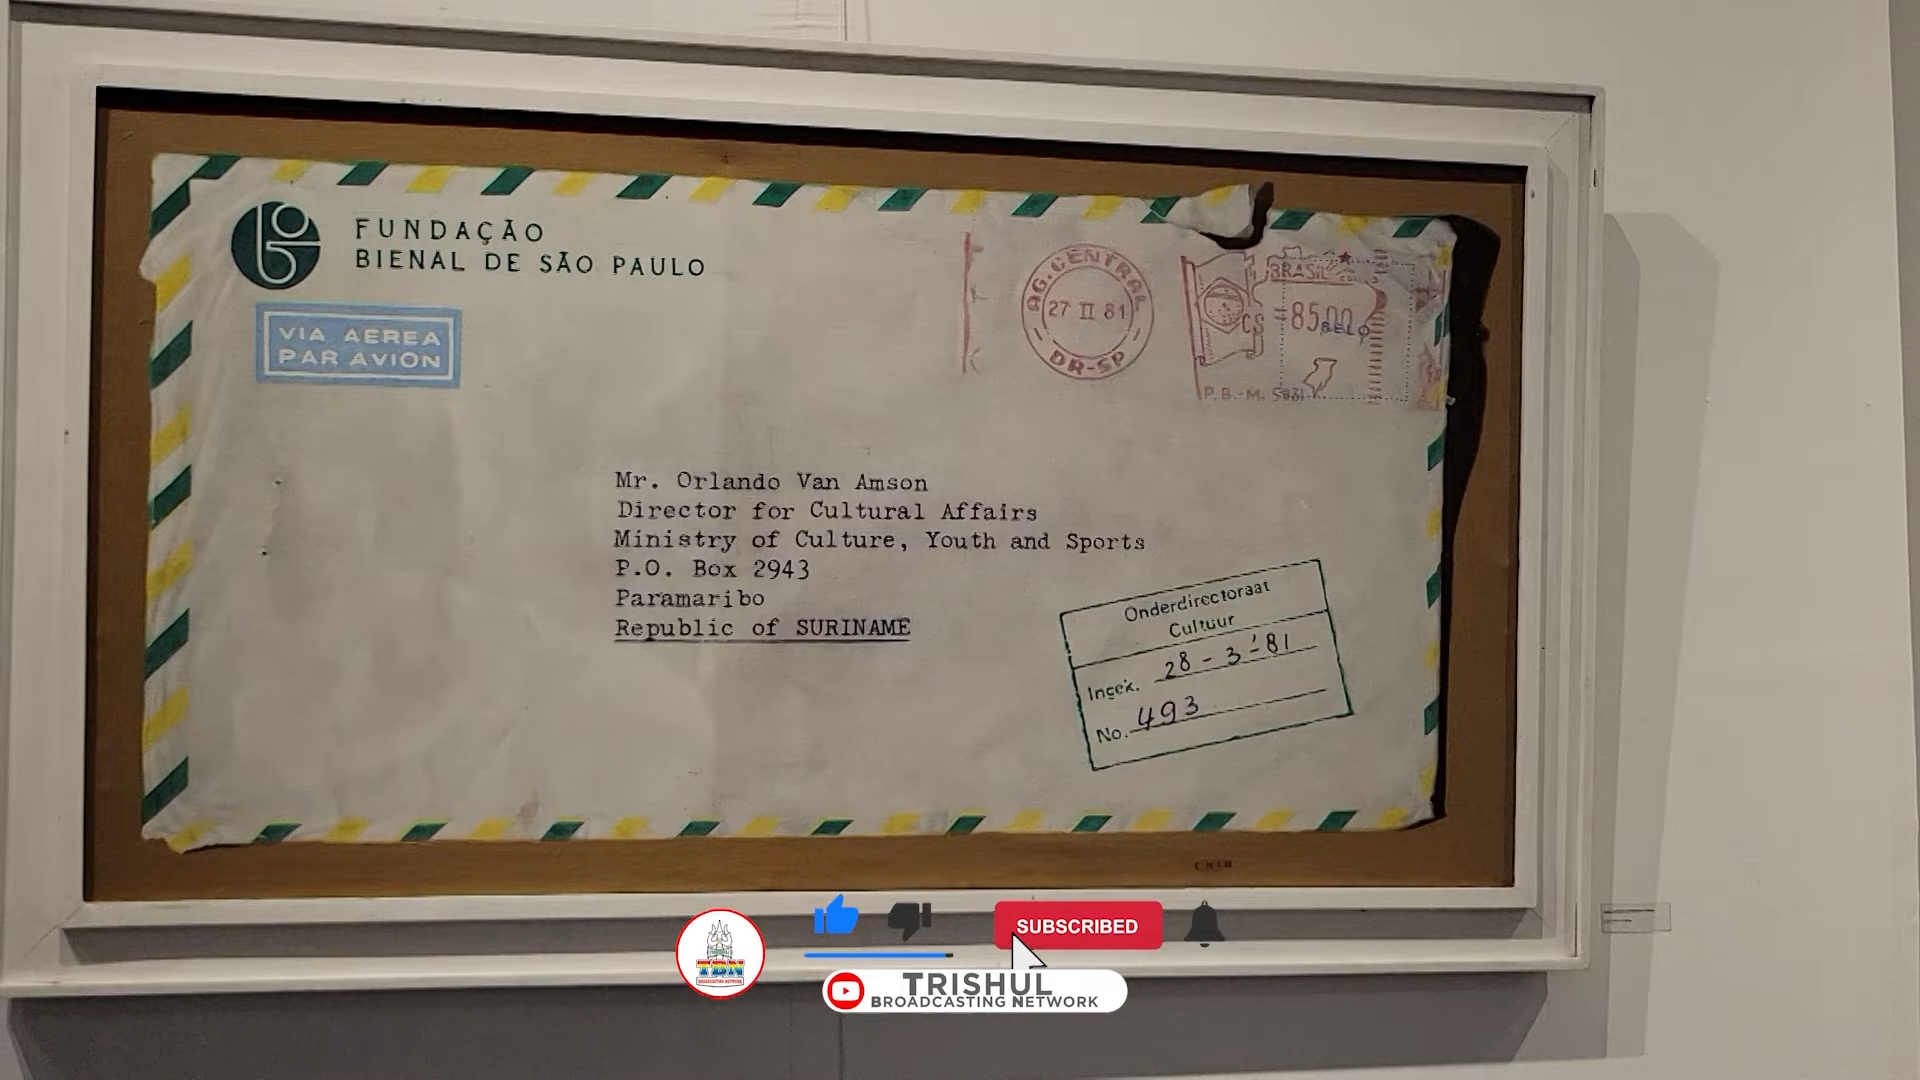 FUNDAÇÃO
BIENAL DE SÃO PAULO
VIA AEREA
PAR AVION
AG. CENTRAL
27 II 81
DR-SP
BRASIL
85,00
P.B.-M.
Mr. Orlando Van Amson
Director for Cultural Affairs
Ministry of Culture, Youth and Sports
P.O. Box 2943
Paramaribo
Republic of SURINAME
Onderdirectoraat
Cultuur
Ingek. 28-3-'81
No. 493
SUBSCRIBED
TBN
TRISHUL
BROADCASTING NETWORK